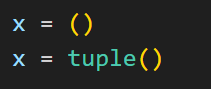 x = ()
x = tuple()